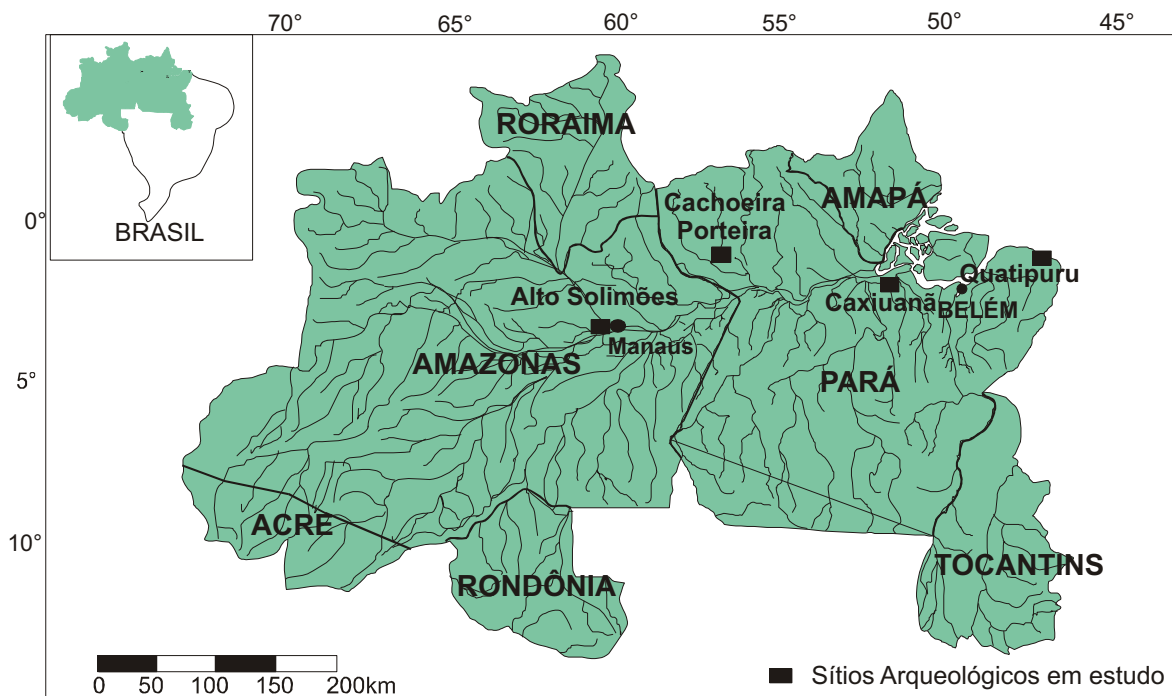 70°
65°
60°
55°
50°
45°
0°
5°
10°
BRASIL
RORAIMA
AMAPÁ
Cachoeira
Porteira
Quatipuru
Caxiuanã
BELÉM
Alto Solimões
Manaus
AMAZONAS
PARÁ
ACRE
RONDÔNIA
TOCANTINS
0 50 100 150 200km
Sítios Arqueológicos em estudo